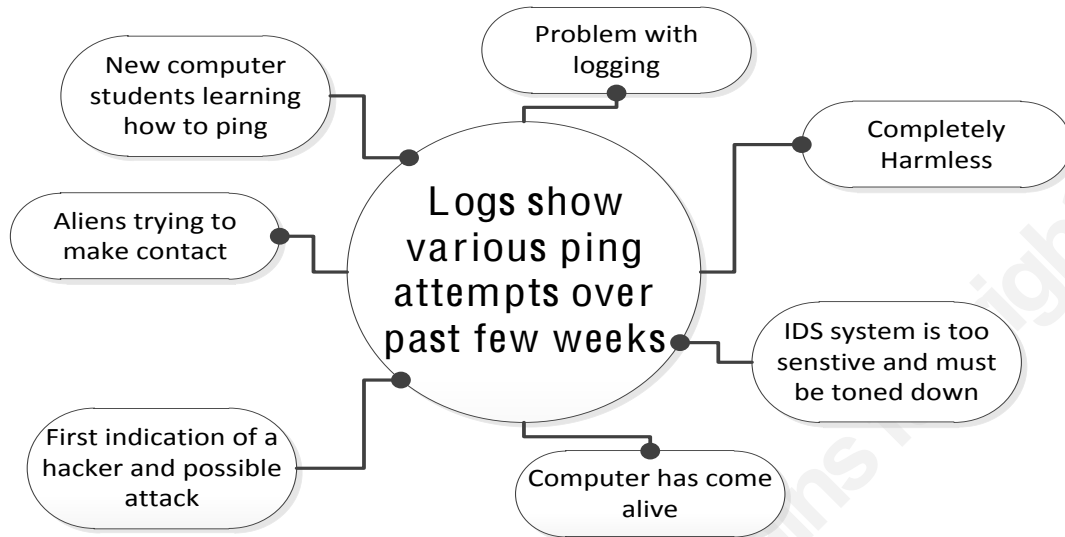 Problem with
logging
New computer
students learning
how to ping
Completely
Harmless
Logs show
various ping
attempts over
past few weeks
Aliens trying to
make contact
IDS system is too
senstive and must
be toned down
First indication of a
hacker and possible
attack
Computer has come
alive